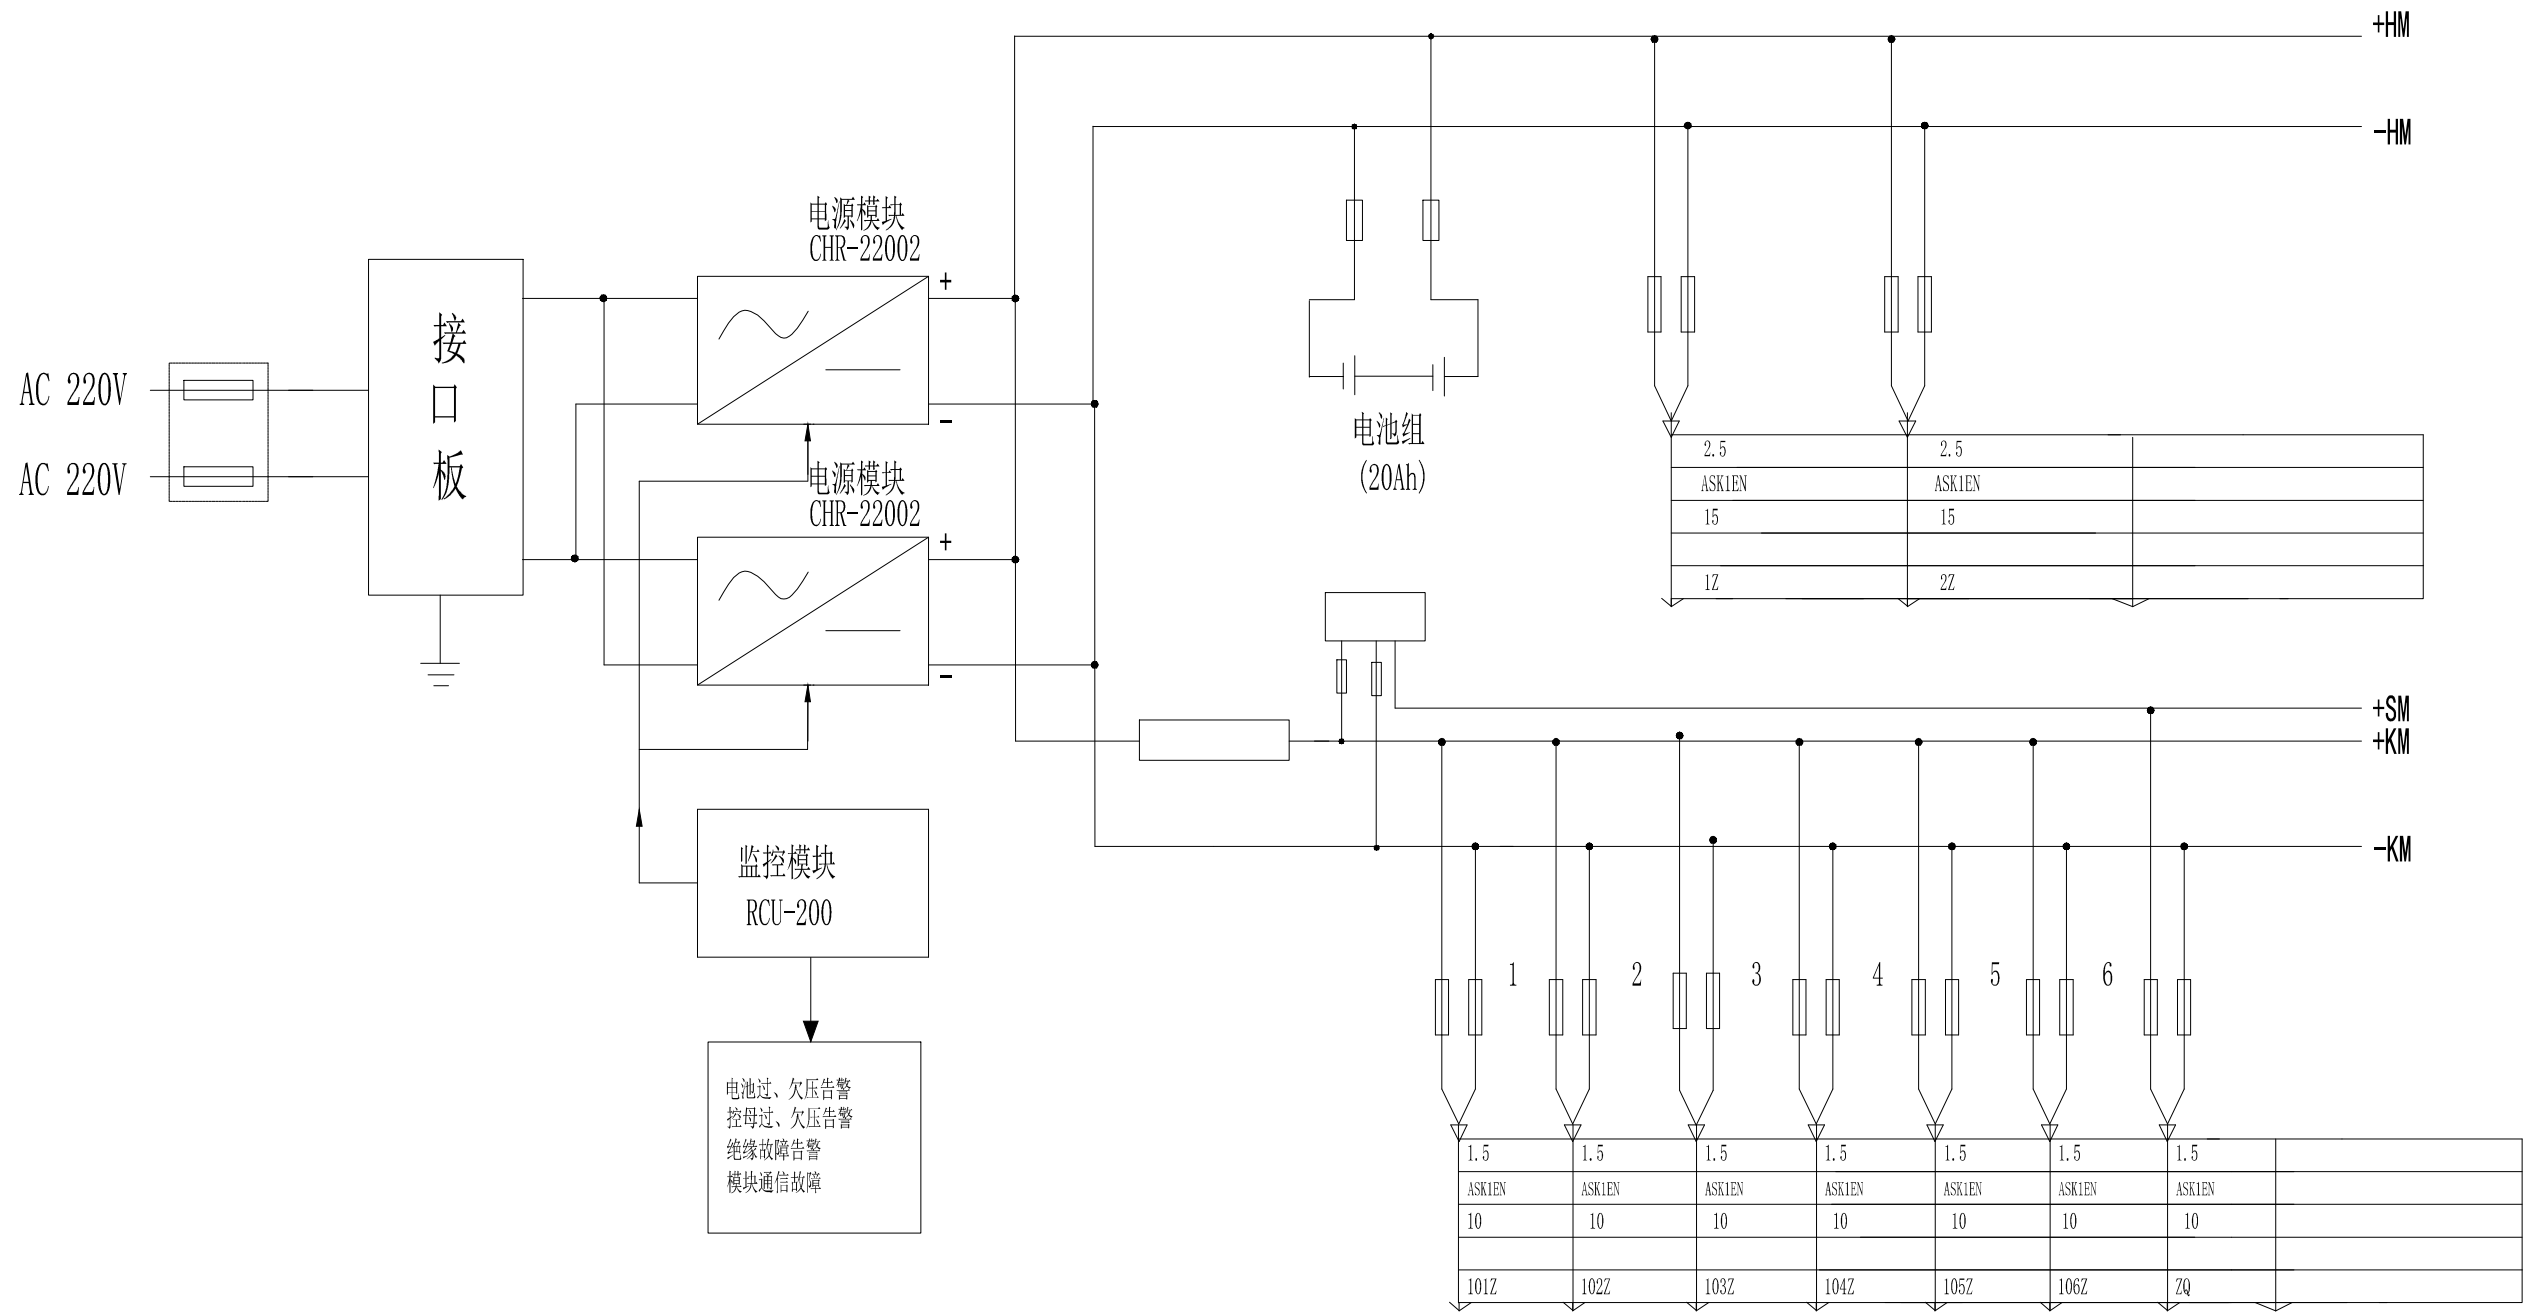 +HM
-HM
电源模块
CHR-22002
+
-
接
口
板
AC 220V
AC 220V
电源模块
CHR-22002
+
-
电池组
(20Ah)
2.5 2.5
ASK1EN ASK1EN
15 15
1Z 2Z
+SM
+KM
-KM
监控模块
RCU-200
电池过、欠压告警
控母过、欠压告警
绝缘故障告警
模块通信故障
1 2 3 4 5 6
1.5 1.5 1.5 1.5 1.5 1.5 1.5
ASK1EN ASK1EN ASK1EN ASK1EN ASK1EN ASK1EN ASK1EN
10 10 10 10 10 10 10
101Z 102Z 103Z 104Z 105Z 106Z ZQ